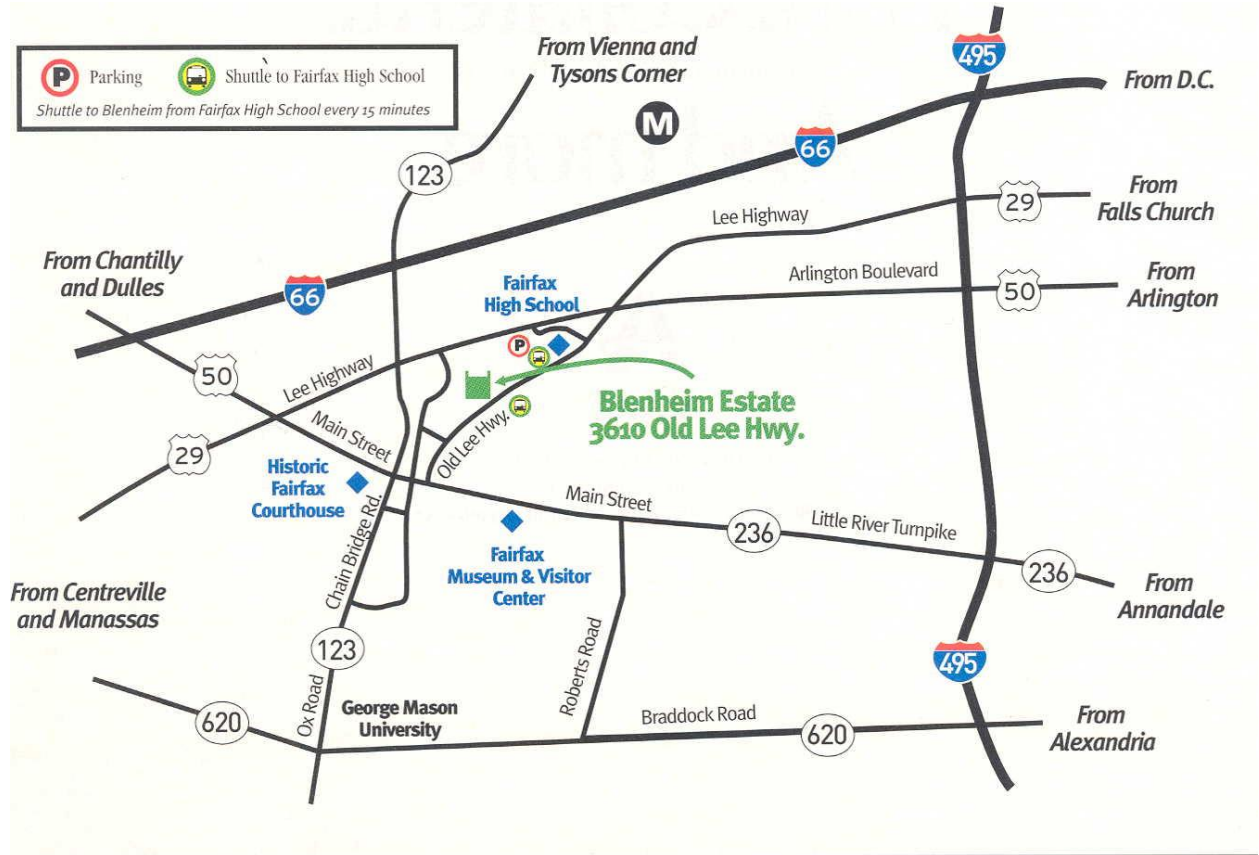 P Parking Shuttle to Fairfax High School
Shuttle to Blenheim from Fairfax High School every 15 minutes
From Vienna and
Tysons Corner
M
495
From D.C.
66
123
From
Falls Church
29
Lee Highway
From Chantilly
and Dulles
66
Fairfax
High School
Arlington Boulevard
50
From
Arlington
P
50
Lee Highway
Blenheim Estate
3610 Old Lee Hwy.
Main Street
Old Lee Hwy.
29
Historic
Fairfax
Courthouse
Main Street
236
Little River Turnpike
236
Chain Bridge Rd.
Fairfax
Museum & Visitor
Center
From Centreville
and Manassas
From
Annandale
123
495
Roberts Road
Ox Road
George Mason
University
620
Braddock Road
620
From
Alexandria